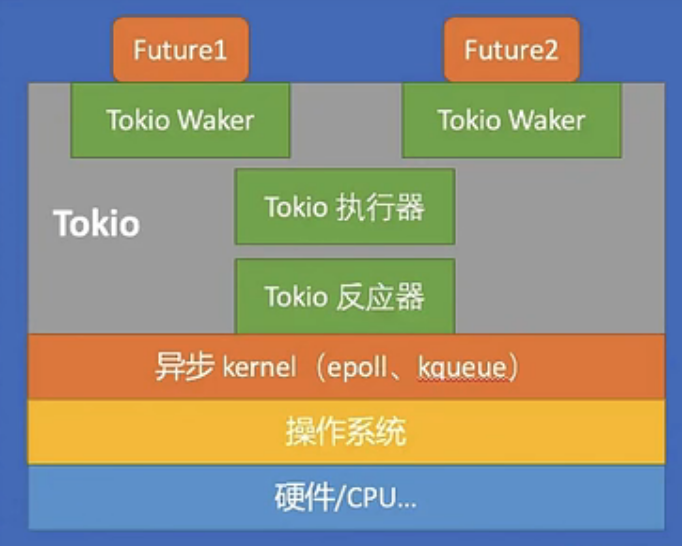 Future1
Future2
Tokio Waker
Tokio Waker
Tokio 执行器
Tokio
Tokio 反应器
异步 kernel（epoll、kqueue）
操作系统
硬件/CPU...